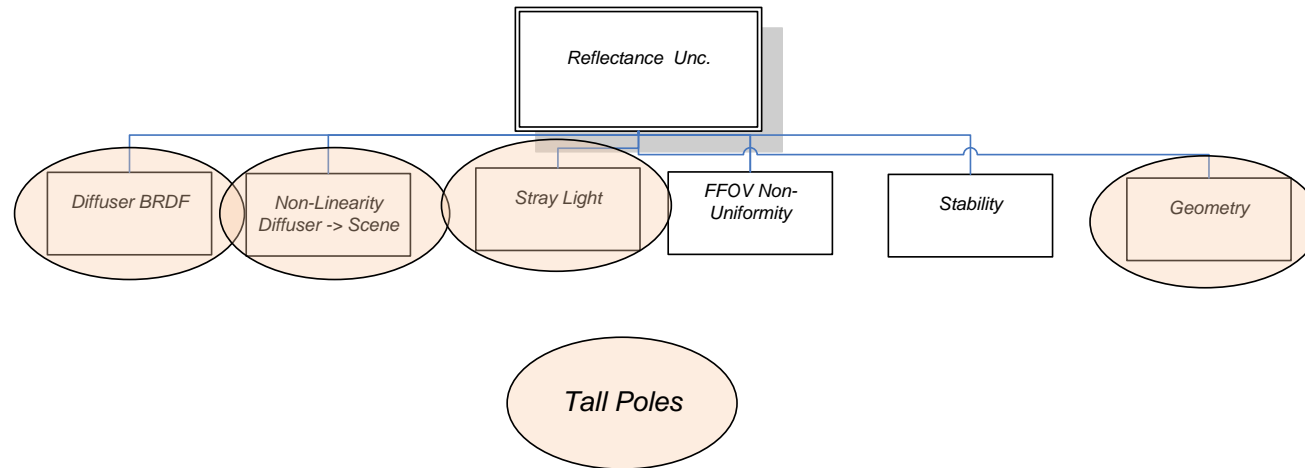 Reflectance Unc.
Diffuser BRDF
Non-Linearity
Diffuser -> Scene
Stray Light
FFOV Non-
Uniformity
Stability
Geometry
Tall Poles